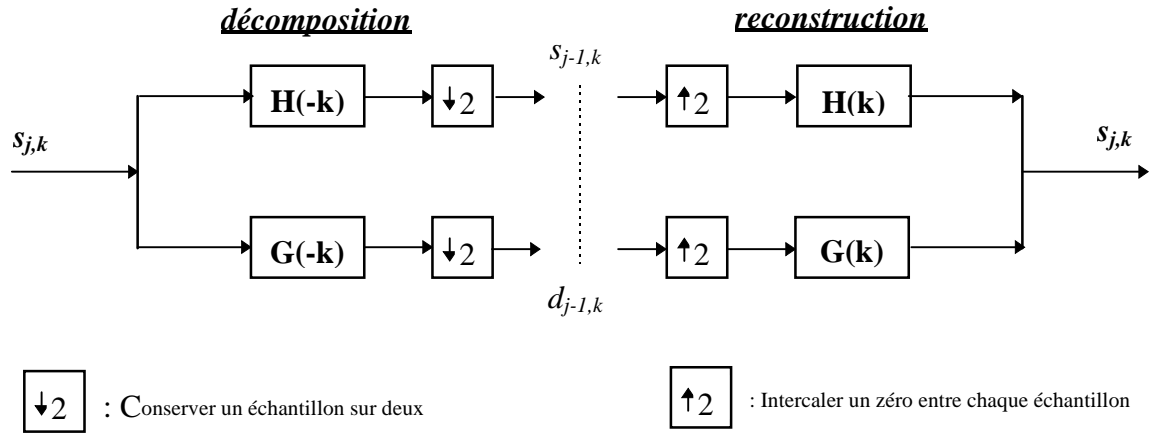 décomposition
reconstruction
s_{j-1,k}
H(-k)
↓2
↑2
H(k)
s_{j,k}
s_{j,k}
G(-k)
↓2
↑2
G(k)
d_{j-1,k}
↓2 : Conserver un échantillon sur deux
↑2 : Intercaler un zéro entre chaque échantillon